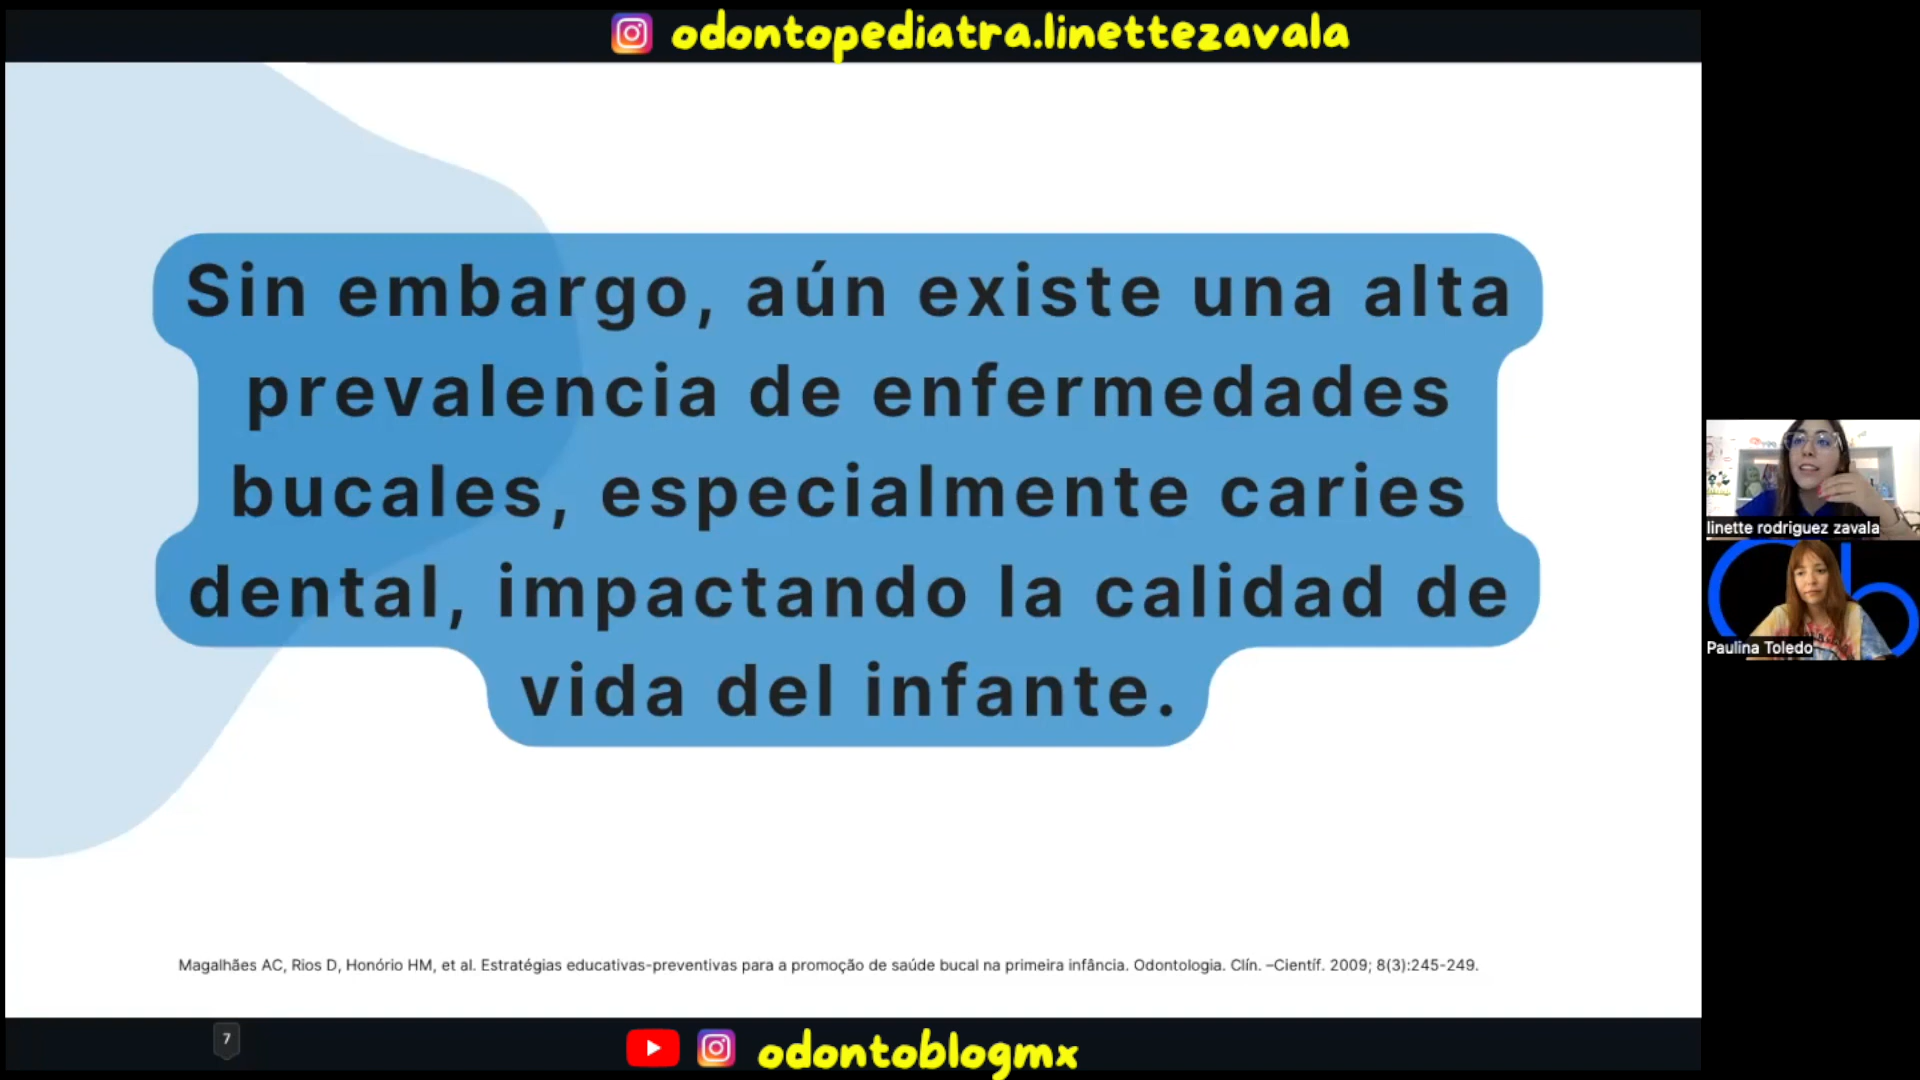 odontopediatra.linettezavala
Sin embargo, aún existe una alta
prevalencia de enfermedades
bucales, especialmente caries
dental, impactando la calidad de
vida del infante.
linette rodriguez zavala
Paulina Toledo
Magalhães AC, Rios D, Honório HM, et al. Estratégias educativas-preventivas para a promoção de saúde bucal na primeira infância. Odontologia. Clín. –Científ. 2009; 8(3):245-249.
7
odontoblogmx